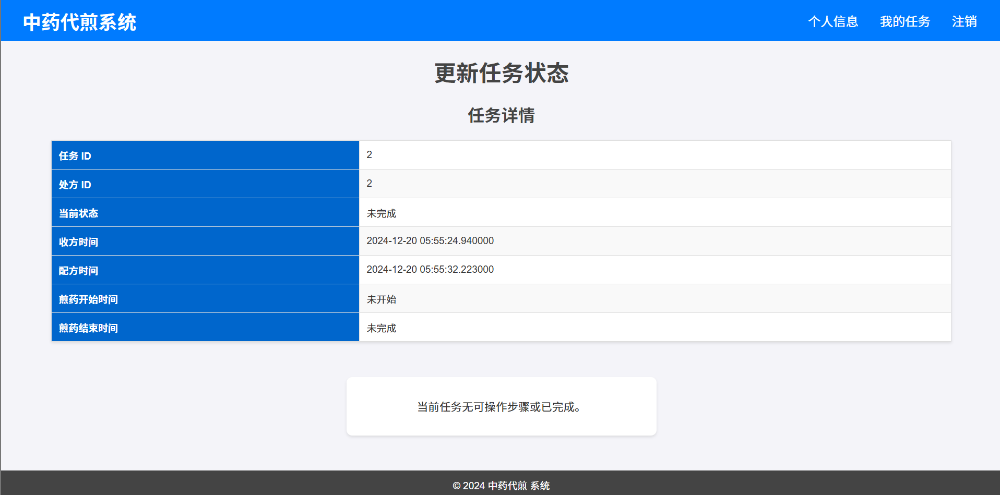 中药代煎系统
个人信息 我的任务 注销
更新任务状态
任务详情
任务 ID 2
处方 ID 2
当前状态 未完成
收方时间 2024-12-20 05:55:24.940000
配方时间 2024-12-20 05:55:32.223000
煎药开始时间 未开始
煎药结束时间 未完成
当前任务无可操作步骤或已完成。
© 2024 中药代煎 系统